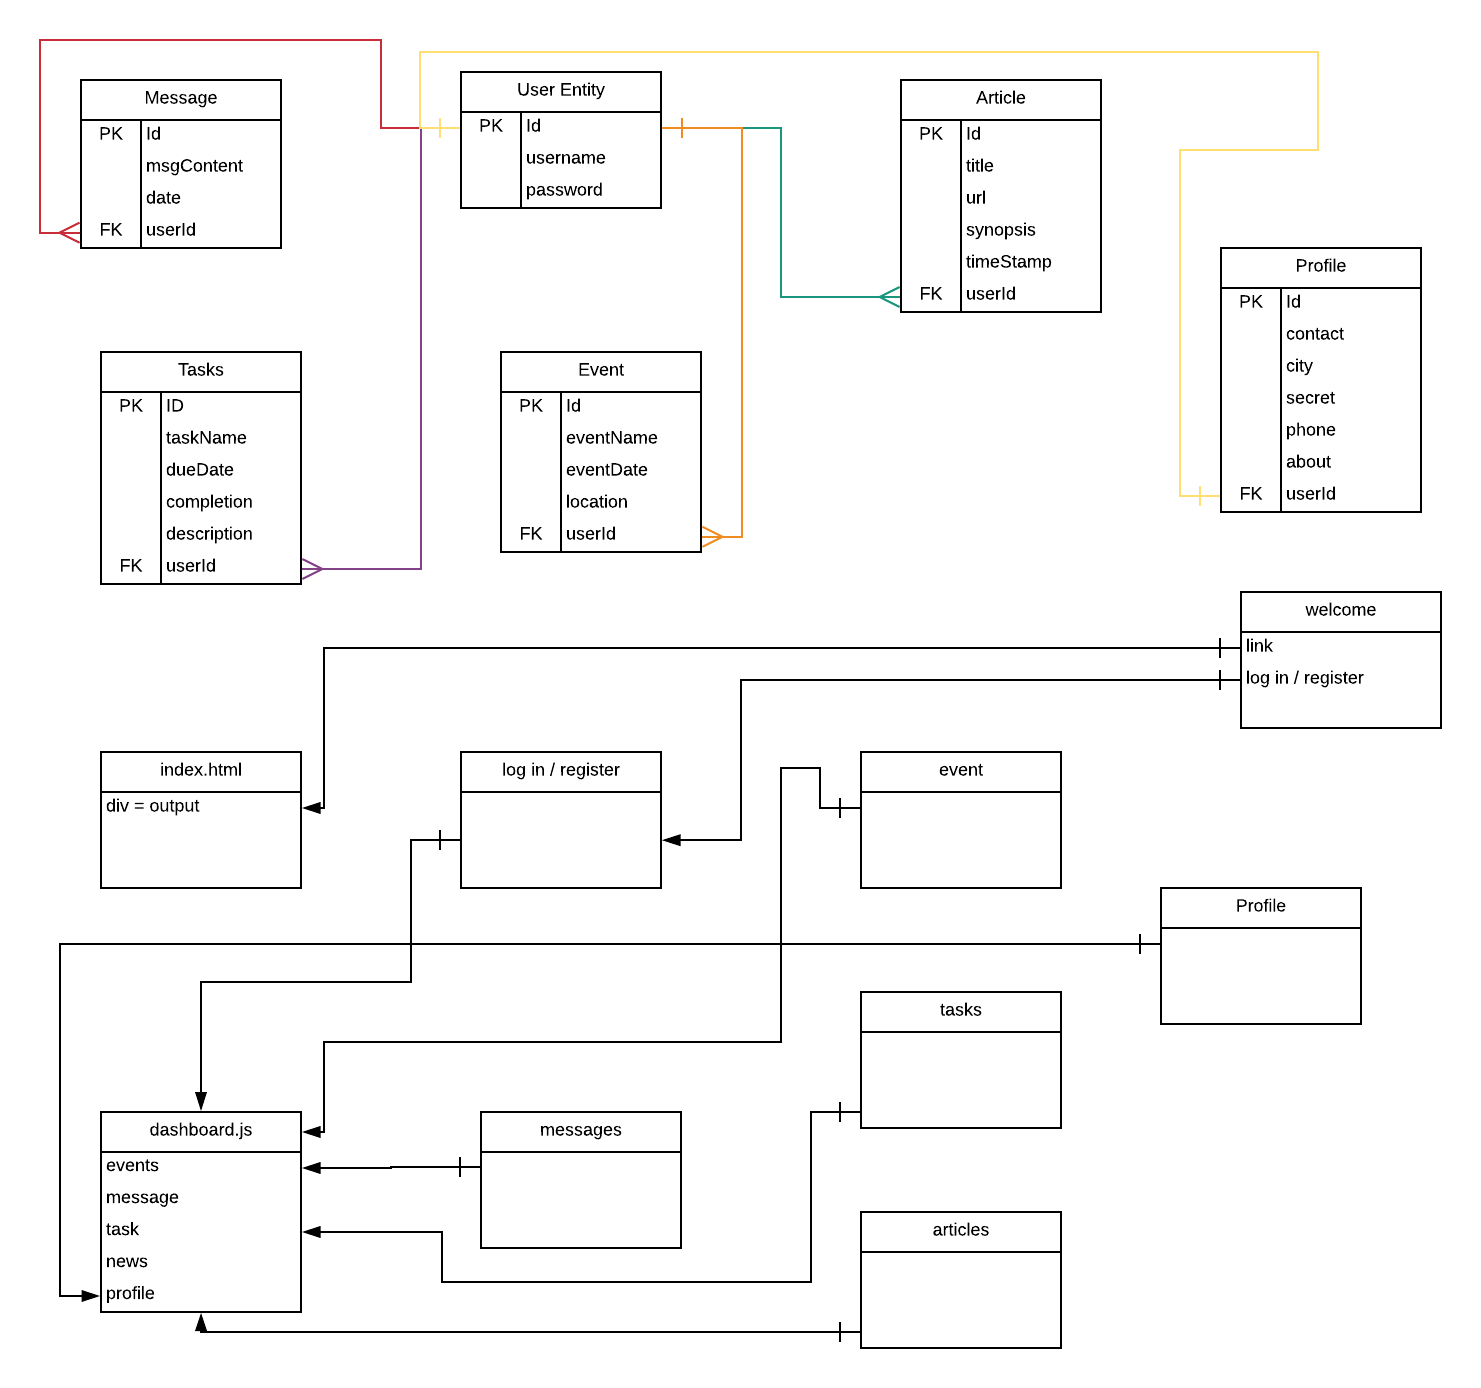 Message
PK Id
msgContent
date
FK userId
User Entity
PK Id
username
password
Article
PK Id
title
url
synopsis
timeStamp
FK userId
Profile
PK Id
contact
city
secret
phone
about
FK userId
Tasks
PK ID
taskName
dueDate
completion
description
FK userId
Event
PK Id
eventName
eventDate
location
FK userId
welcome
link
log in / register
index.html
div = output
log in / register
event
Profile
tasks
dashboard.js
events
message
task
news
profile
messages
articles